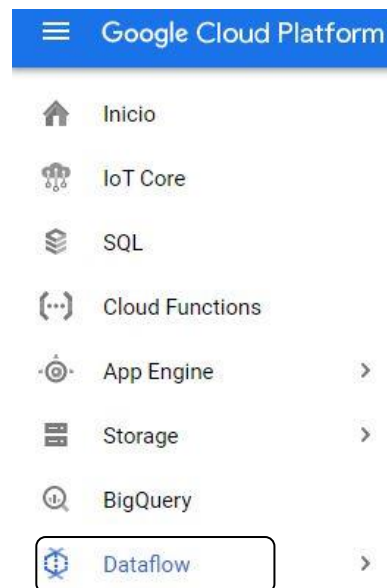 Google Cloud Platform
Inicio
IoT Core
SQL
Cloud Functions
App Engine
Storage
BigQuery
Dataflow